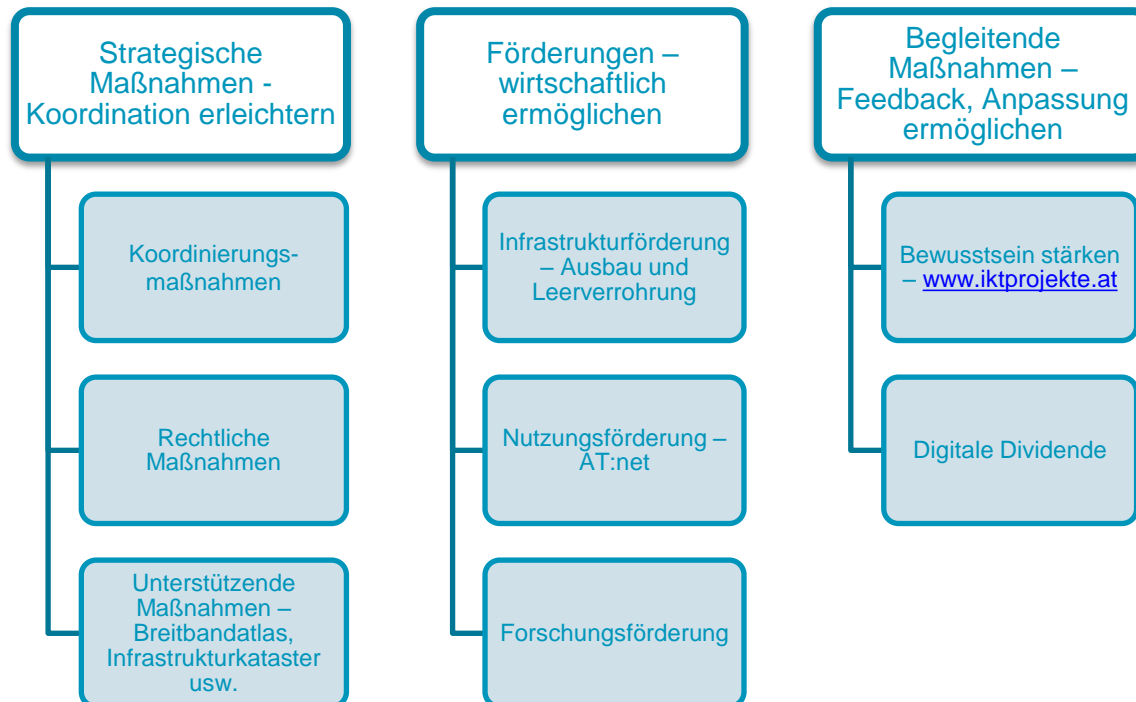 Strategische
Maßnahmen -
Koordination erleichtern
Koordinierungs-
maßnahmen
Rechtliche
Maßnahmen
Unterstützende
Maßnahmen –
Breitbandatlas,
Infrastrukturkataster
usw.
Förderungen –
wirtschaftlich
ermöglichen
Infrastrukturförderung
– Ausbau und
Leerverrohrung
Nutzungsförderung –
AT:net
Forschungsförderung
Begleitende
Maßnahmen –
Feedback, Anpassung
ermöglichen
Bewusstsein stärken
– www.iktprojekte.at
Digitale Dividende